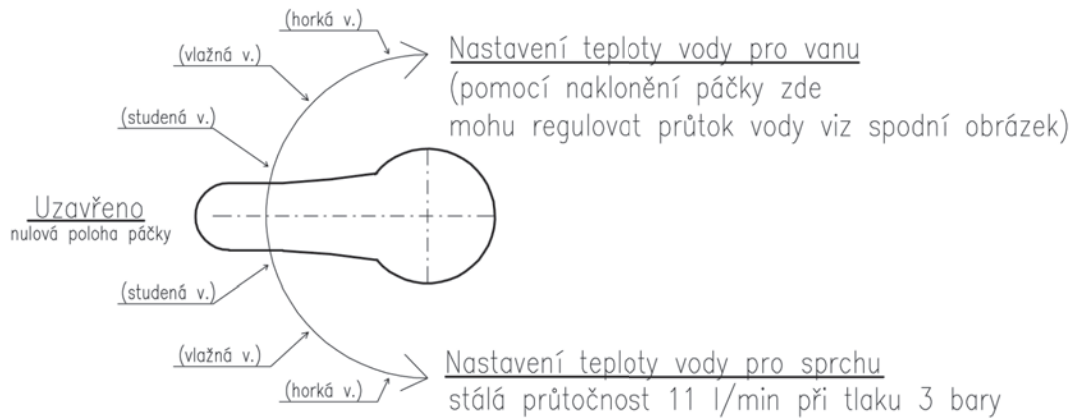 (horká v.)
Nastavení teploty vody pro vanu
(vlažná v.)
(pomocí naklonění páčky zde
mohu regulovat průtok vody viz spodní obrázek)
(studená v.)
Uzavřeno
nulová poloha páčky
(studená v.)
(vlažná v.)
Nastavení teploty vody pro sprchu
(horká v.)
stálá průtočnost 11 l/min při tlaku 3 bary